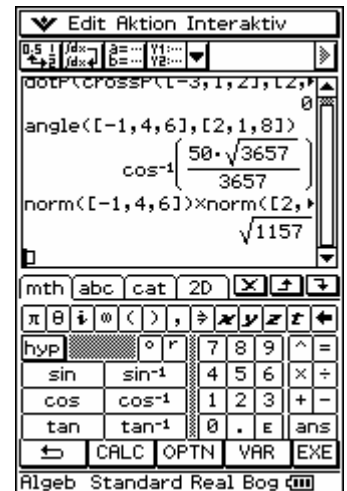 Edit Aktion Interaktiv
dotP(crossP([-3,1,2],[2,
0
angle([-1,4,6],[2,1,8])
cos⁻¹(50·√3657/3657)
norm([-1,4,6])×norm([2,
√1157
mth abc cat 2D
π θ i ∞ ( ) , ⇒ x y z t ←
hyp ° r 7 8 9 ^ =
sin sin⁻¹ 4 5 6 × ÷
cos cos⁻¹ 1 2 3 + −
tan tan⁻¹ 0 . E ans
CALC OPTN VAR EXE
Algeb Standard Real Bog